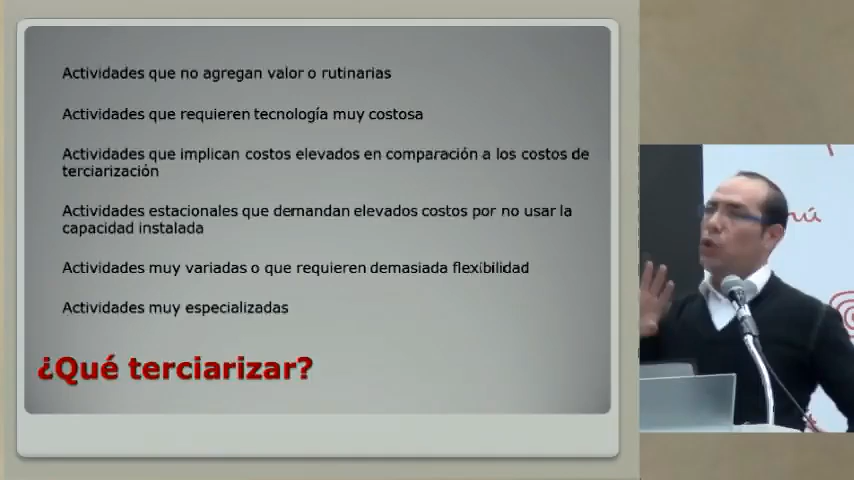 Actividades que no agregan valor o rutinarias
Actividades que requieren tecnología muy costosa
Actividades que implican costos elevados en comparación a los costos de
terciarización
Actividades estacionales que demandan elevados costos por no usar la
capacidad instalada
Actividades muy variadas o que requieren demasiada flexibilidad
Actividades muy especializadas
¿Qué terciarizar?